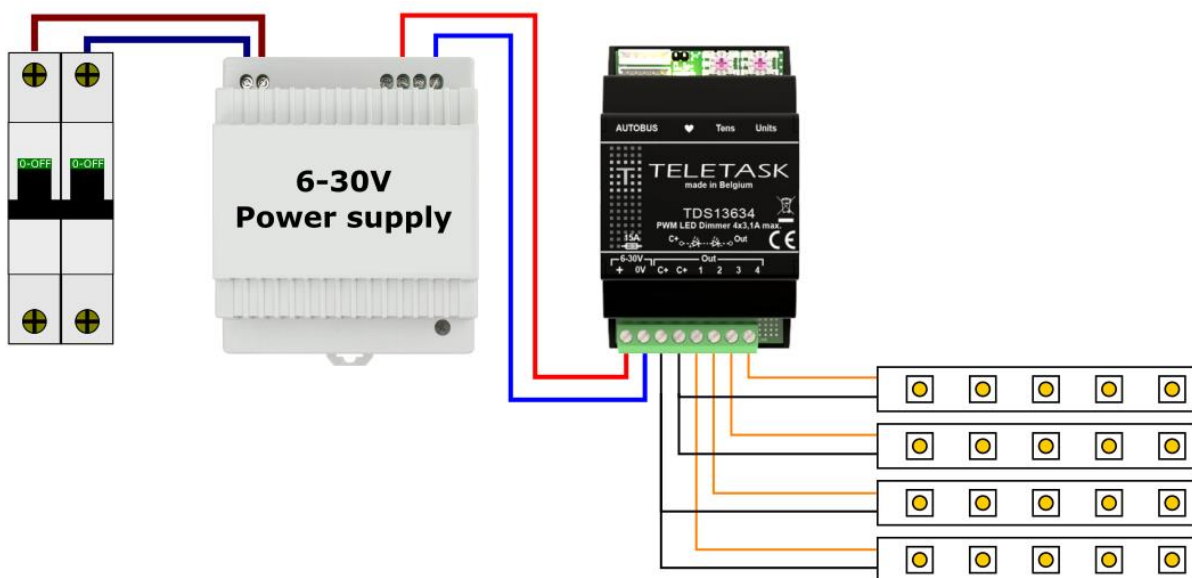 0-OFF 0-OFF
6-30V
Power supply
AUTOBUS ♥ Tens Units
T TELETASK
made in Belgium
TDS13634
PWM LED Dimmer 4x3,1A max.
15A C+ Out CE
6-30V Out
+ 0V C+ C+ 1 2 3 4